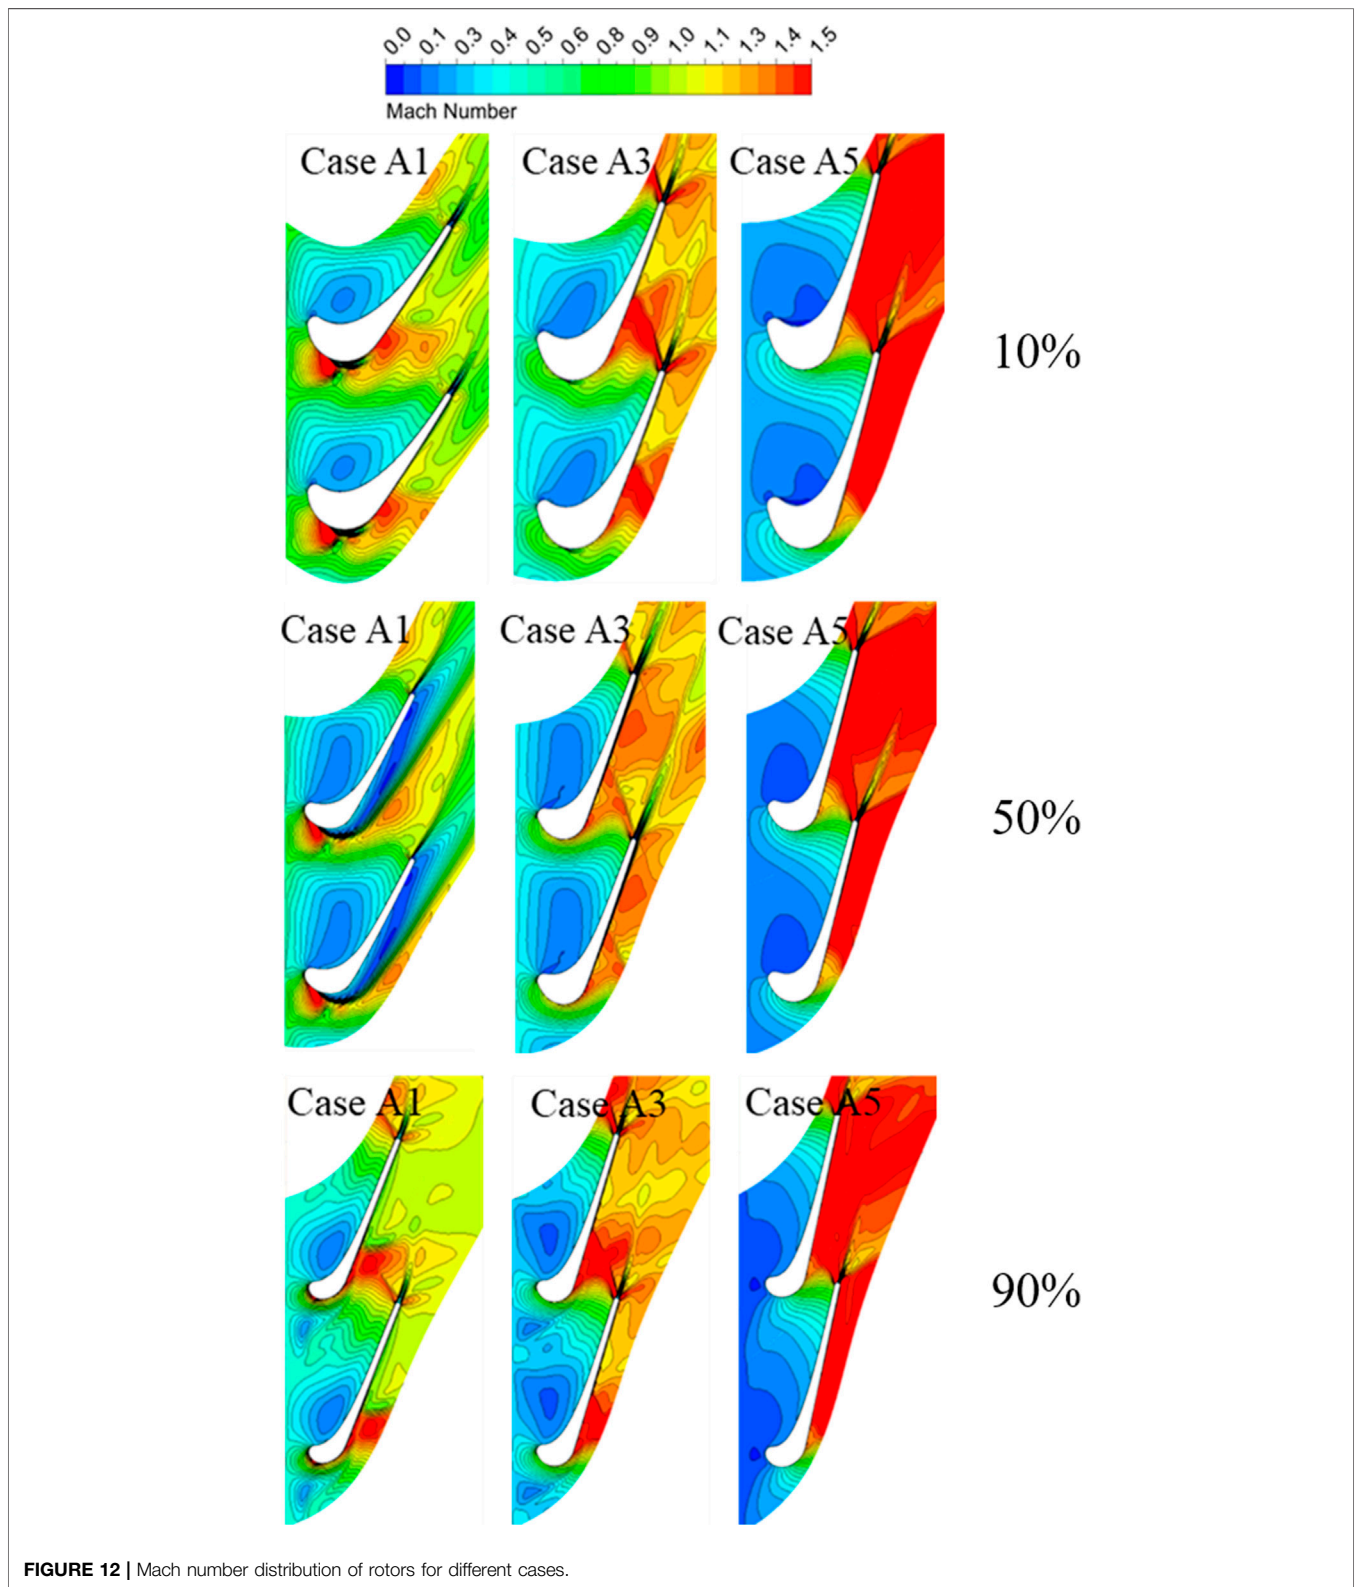 0.0 0.1 0.3 0.4 0.5 0.6 0.8 0.9 1.0 1.1 1.3 1.4 1.5
Mach Number
Case A1 Case A3 Case A5
10%
Case A1 Case A3 Case A5
50%
Case A1 Case A3 Case A5
90%
FIGURE 12 | Mach number distribution of rotors for different cases.